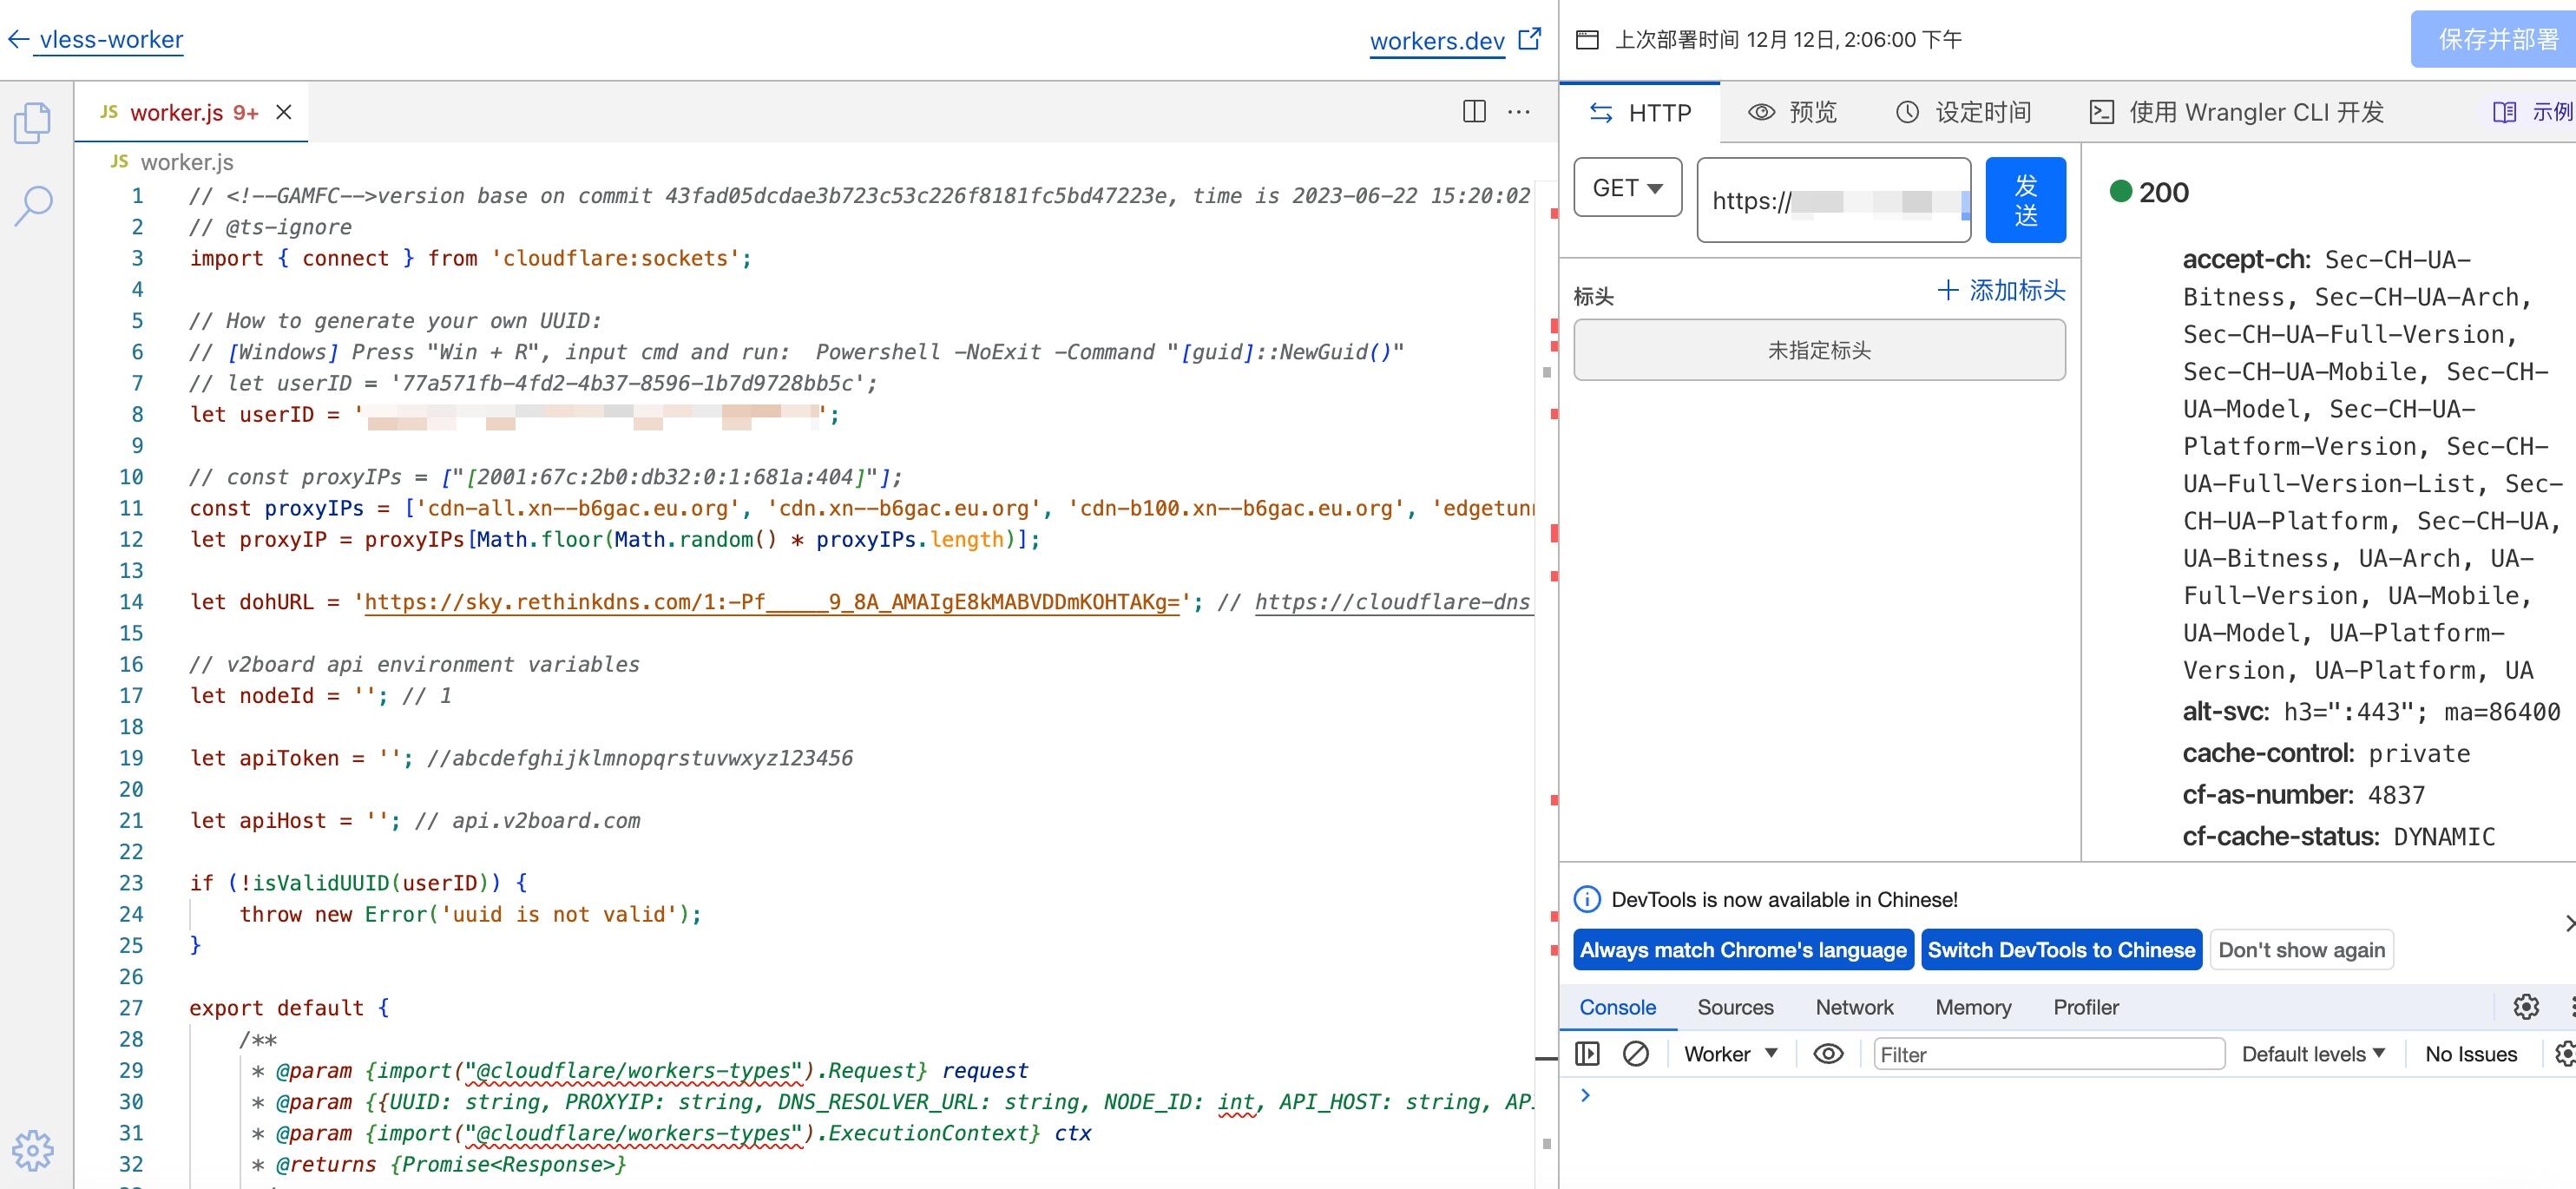 vless-worker
workers.dev
上次部署时间 12月 12日, 2:06:00 下午
保存并部署
JS worker.js 9+
JS worker.js
1 // <!--GAMFC-->version base on commit 43fad05dcdae3b723c53c226f8181fc5bd47223e, time is 2023-06-22 15:20:02
2 // @ts-ignore
3 import { connect } from 'cloudflare:sockets';
4
5 // How to generate your own UUID:
6 // [Windows] Press "Win + R", input cmd and run:  Powershell -NoExit -Command "[guid]::NewGuid()"
7 // let userID = '77a571fb-4fd2-4b37-8596-1b7d9728bb5c';
8 let userID = '';
9
10 // const proxyIPs = ["[2001:67c:2b0:db32:0:1:681a:404]"];
11 const proxyIPs = ['cdn-all.xn--b6gac.eu.org', 'cdn.xn--b6gac.eu.org', 'cdn-b100.xn--b6gac.eu.org', 'edgetun
12 let proxyIP = proxyIPs[Math.floor(Math.random() * proxyIPs.length)];
13
14 let dohURL = 'https://sky.rethinkdns.com/1:-Pf_____9_8A_AMAIgE8kMABVDDmKOHTAKg='; // https://cloudflare-dns
15
16 // v2board api environment variables
17 let nodeId = ''; // 1
18
19 let apiToken = ''; //abcdefghijklmnopqrstuvwxyz123456
20
21 let apiHost = ''; // api.v2board.com
22
23 if (!isValidUUID(userID)) {
24 throw new Error('uuid is not valid');
25 }
26
27 export default {
28 /**
29 * @param {import("@cloudflare/workers-types").Request} request
30 * @param {{UUID: string, PROXYIP: string, DNS_RESOLVER_URL: string, NODE_ID: int, API_HOST: string, AP
31 * @param {import("@cloudflare/workers-types").ExecutionContext} ctx
32 * @returns {Promise<Response>}
HTTP 预览 设定时间 使用 Wrangler CLI 开发 示例
GET https:// 发送
标头 + 添加标头
未指定标头
200
accept-ch: Sec-CH-UA-
Bitness, Sec-CH-UA-Arch,
Sec-CH-UA-Full-Version,
Sec-CH-UA-Mobile, Sec-CH-
UA-Model, Sec-CH-UA-
Platform-Version, Sec-CH-
UA-Full-Version-List, Sec-
CH-UA-Platform, Sec-CH-UA,
UA-Bitness, UA-Arch, UA-
Full-Version, UA-Mobile,
UA-Model, UA-Platform-
Version, UA-Platform, UA
alt-svc: h3=":443"; ma=86400
cache-control: private
cf-as-number: 4837
cf-cache-status: DYNAMIC
DevTools is now available in Chinese!
Always match Chrome's language Switch DevTools to Chinese Don't show again
Console Sources Network Memory Profiler
Worker Filter Default levels No Issues